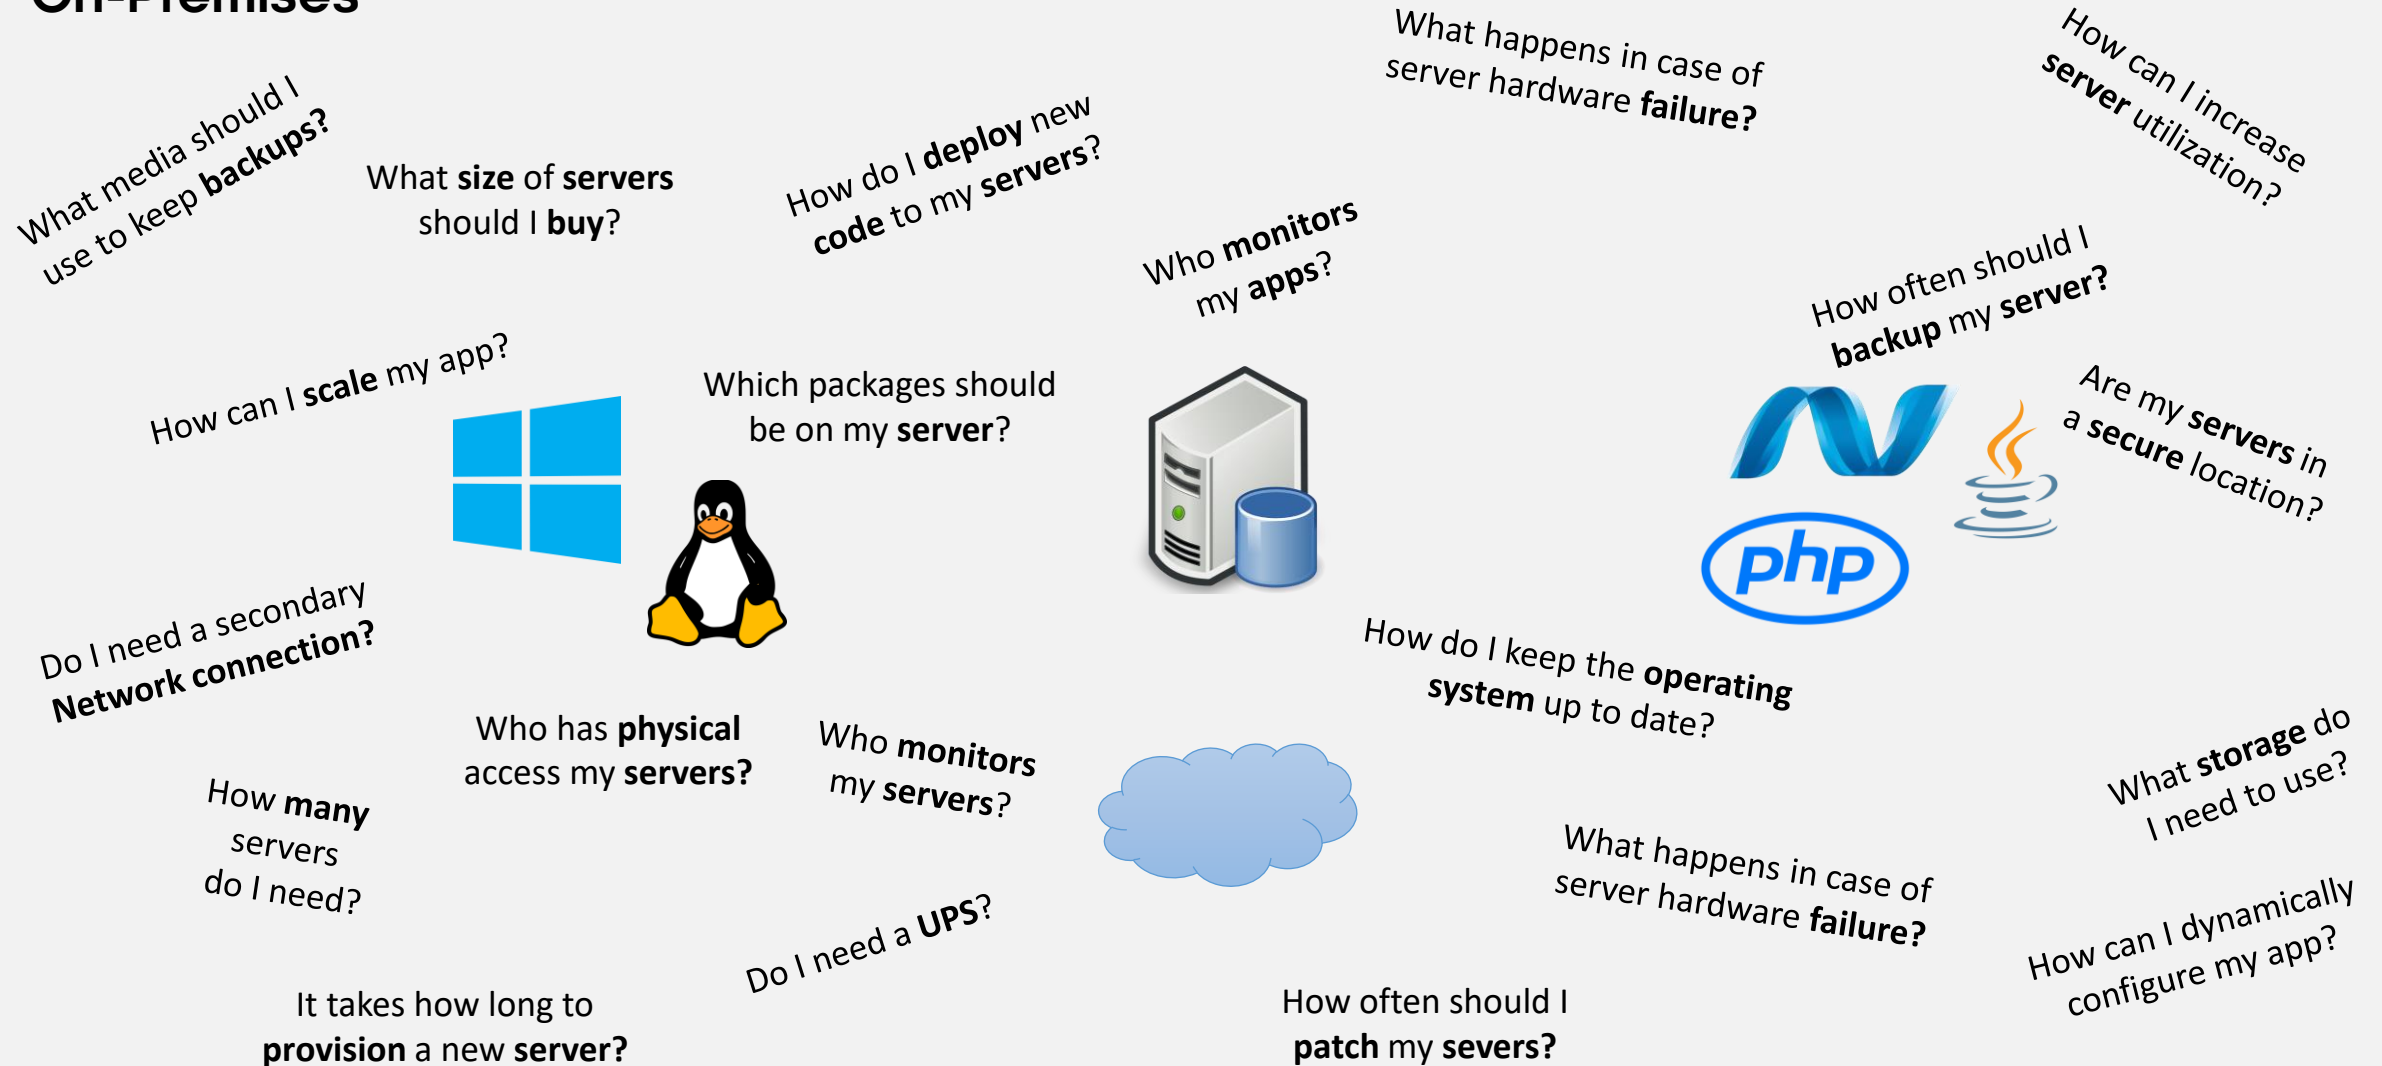 On-Premises
What happens in case of
server hardware failure?
How can I increase
server utilization?
What media should I
use to keep backups?
What size of servers
should I buy?
How do I deploy new
code to my servers?
Who monitors
my apps?
How often should I
backup my server?
How can I scale my app?
Which packages should
be on my server?
Are my servers in
a secure location?
php
Do I need a secondary
Network connection?
How do I keep the operating
system up to date?
Who has physical
access my servers?
Who monitors
my servers?
What storage do
I need to use?
How many
servers
do I need?
What happens in case of
server hardware failure?
Do I need a UPS?
How can I dynamically
configure my app?
It takes how long to
provision a new server?
How often should I
patch my severs?